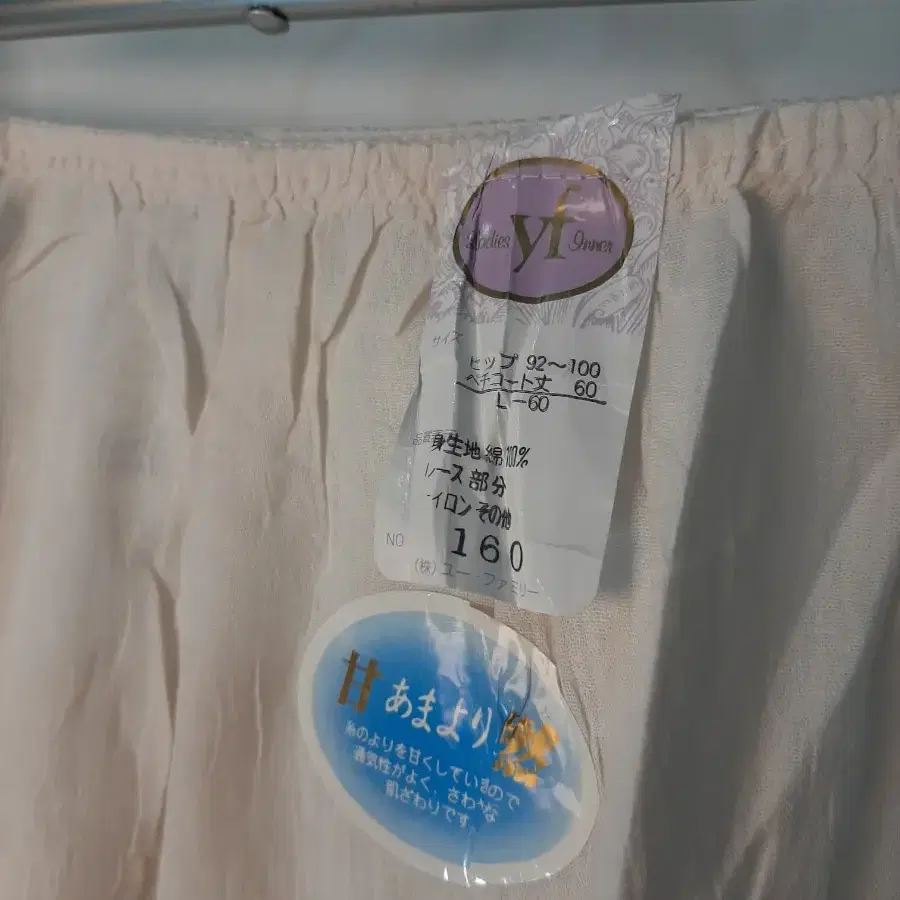 Ladies yf Inner
サイズ
ヒップ 92〜100
ペチコート丈 60
L－60
身生地 綿100%
レース 部分
イロン その他
NO 160
(株)ユー・ファミリー
甘 あまより
糸のよりを甘くしているので
通気性がよく、さわやかな
肌ざわりです